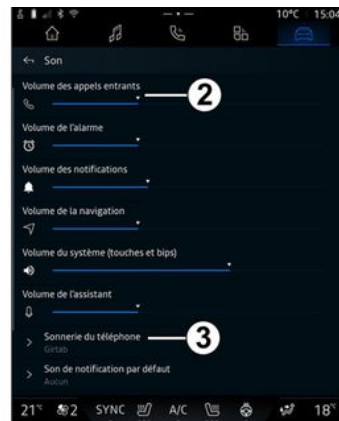 10°C 15:04
Son
Volume des appels entrants
2
Volume de l'alarme
Volume des notifications
Volume de la navigation
Volume du système (touches et bips)
Volume de l'assistant
Sonnerie du téléphone
3
Girtab
Son de notification par défaut
Aucun
21°c 2 SYNC A/C 18°